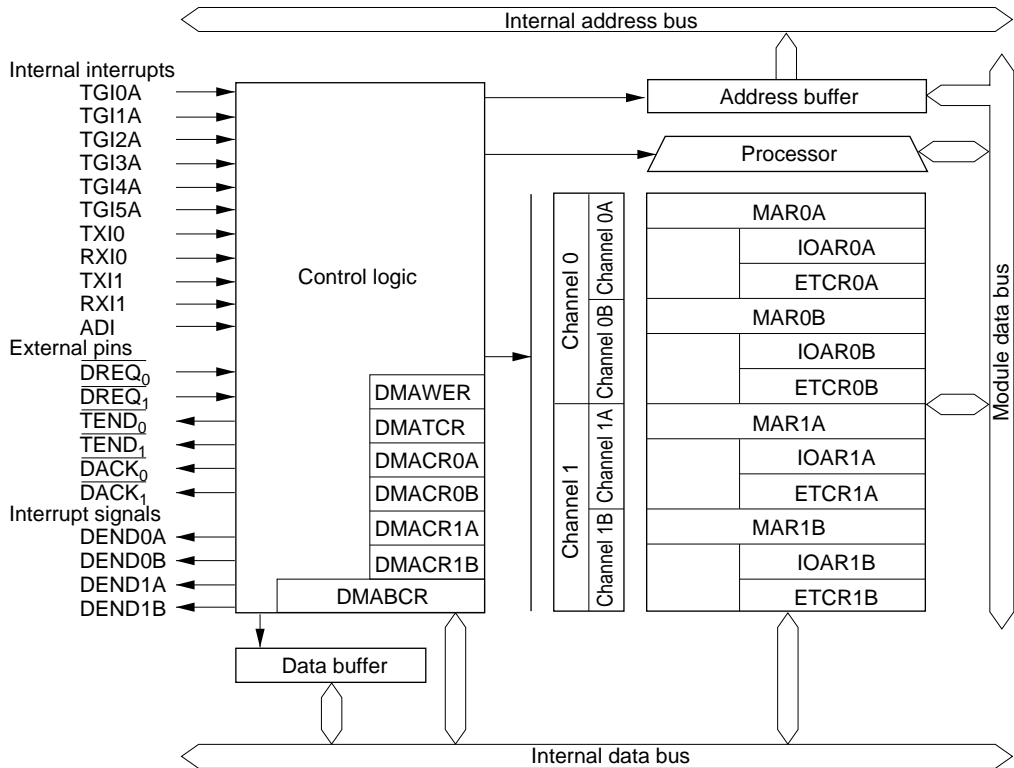 Internal address bus
Internal interrupts
TGI0A
TGI1A
TGI2A
TGI3A
TGI4A
TGI5A
TXI0
RXI0
TXI1
RXI1
ADI
External pins
DREQ0
DREQ1
TEND0
TEND1
DACK0
DACK1
Interrupt signals
DEND0A
DEND0B
DEND1A
DEND1B
Control logic
DMAWER
DMATCR
DMACR0A
DMACR0B
DMACR1A
DMACR1B
DMABCR
Data buffer
Address buffer
Processor
Channel 0
Channel 0A
Channel 0B
Channel 1
Channel 1A
Channel 1B
MAR0A
IOAR0A
ETCR0A
MAR0B
IOAR0B
ETCR0B
MAR1A
IOAR1A
ETCR1A
MAR1B
IOAR1B
ETCR1B
Module data bus
Internal data bus